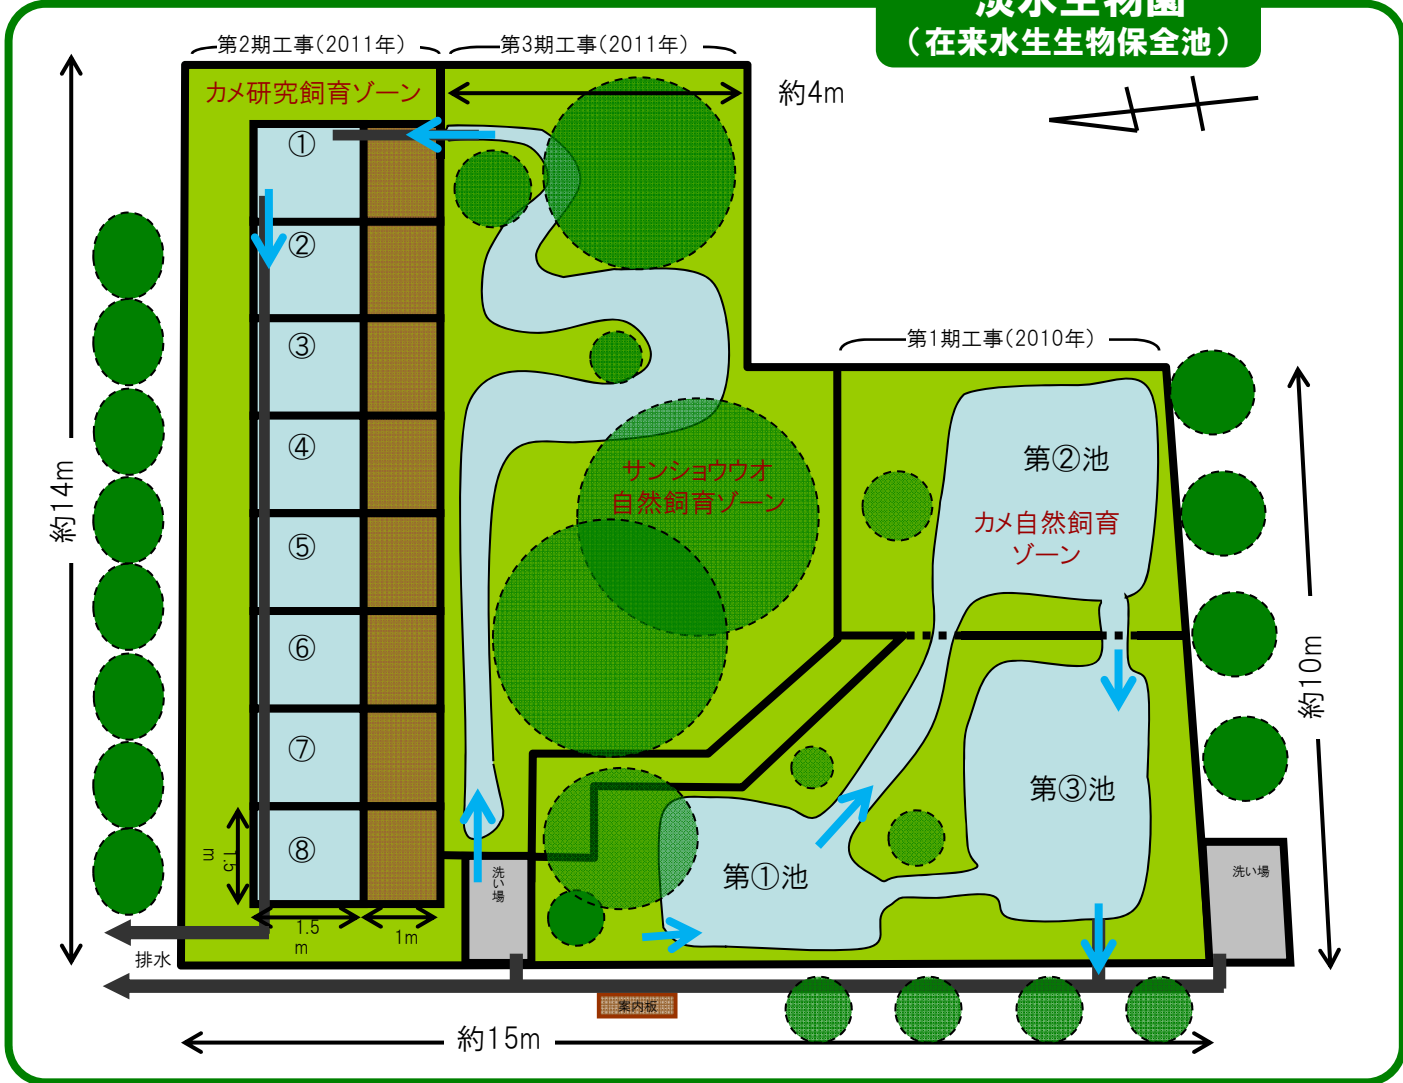 淡水生物園
（在来水生生物保全池）
第2期工事（2011年）
第3期工事（2011年）
カメ研究飼育ゾーン
約4m
①
②
③
④
⑤
⑥
⑦
⑧
第1期工事（2010年）
第②池
カメ自然飼育
ゾーン
サンショウウオ
自然飼育ゾーン
約14m
約10m
第③池
第①池
洗い場
洗い場
1.5
m
1.5
m
1m
排水
案内板
約15m